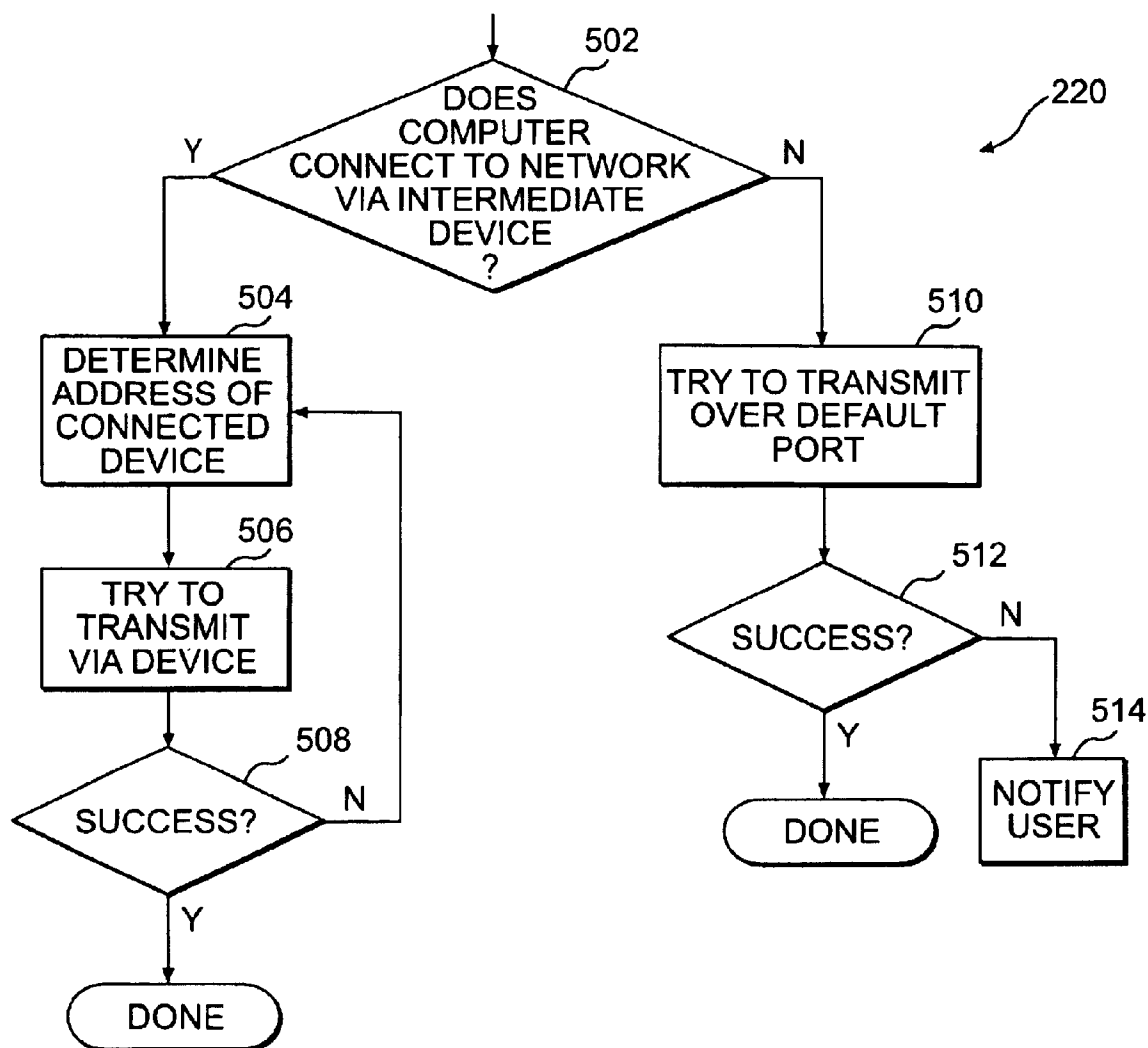 502
DOES
COMPUTER
CONNECT TO NETWORK
VIA INTERMEDIATE
DEVICE
?
220
Y
N
504
DETERMINE
ADDRESS OF
CONNECTED
DEVICE
510
TRY TO TRANSMIT
OVER DEFAULT
PORT
506
TRY TO
TRANSMIT
VIA DEVICE
512
SUCCESS?
N
Y
508
SUCCESS?
N
Y
514
NOTIFY
USER
DONE
DONE